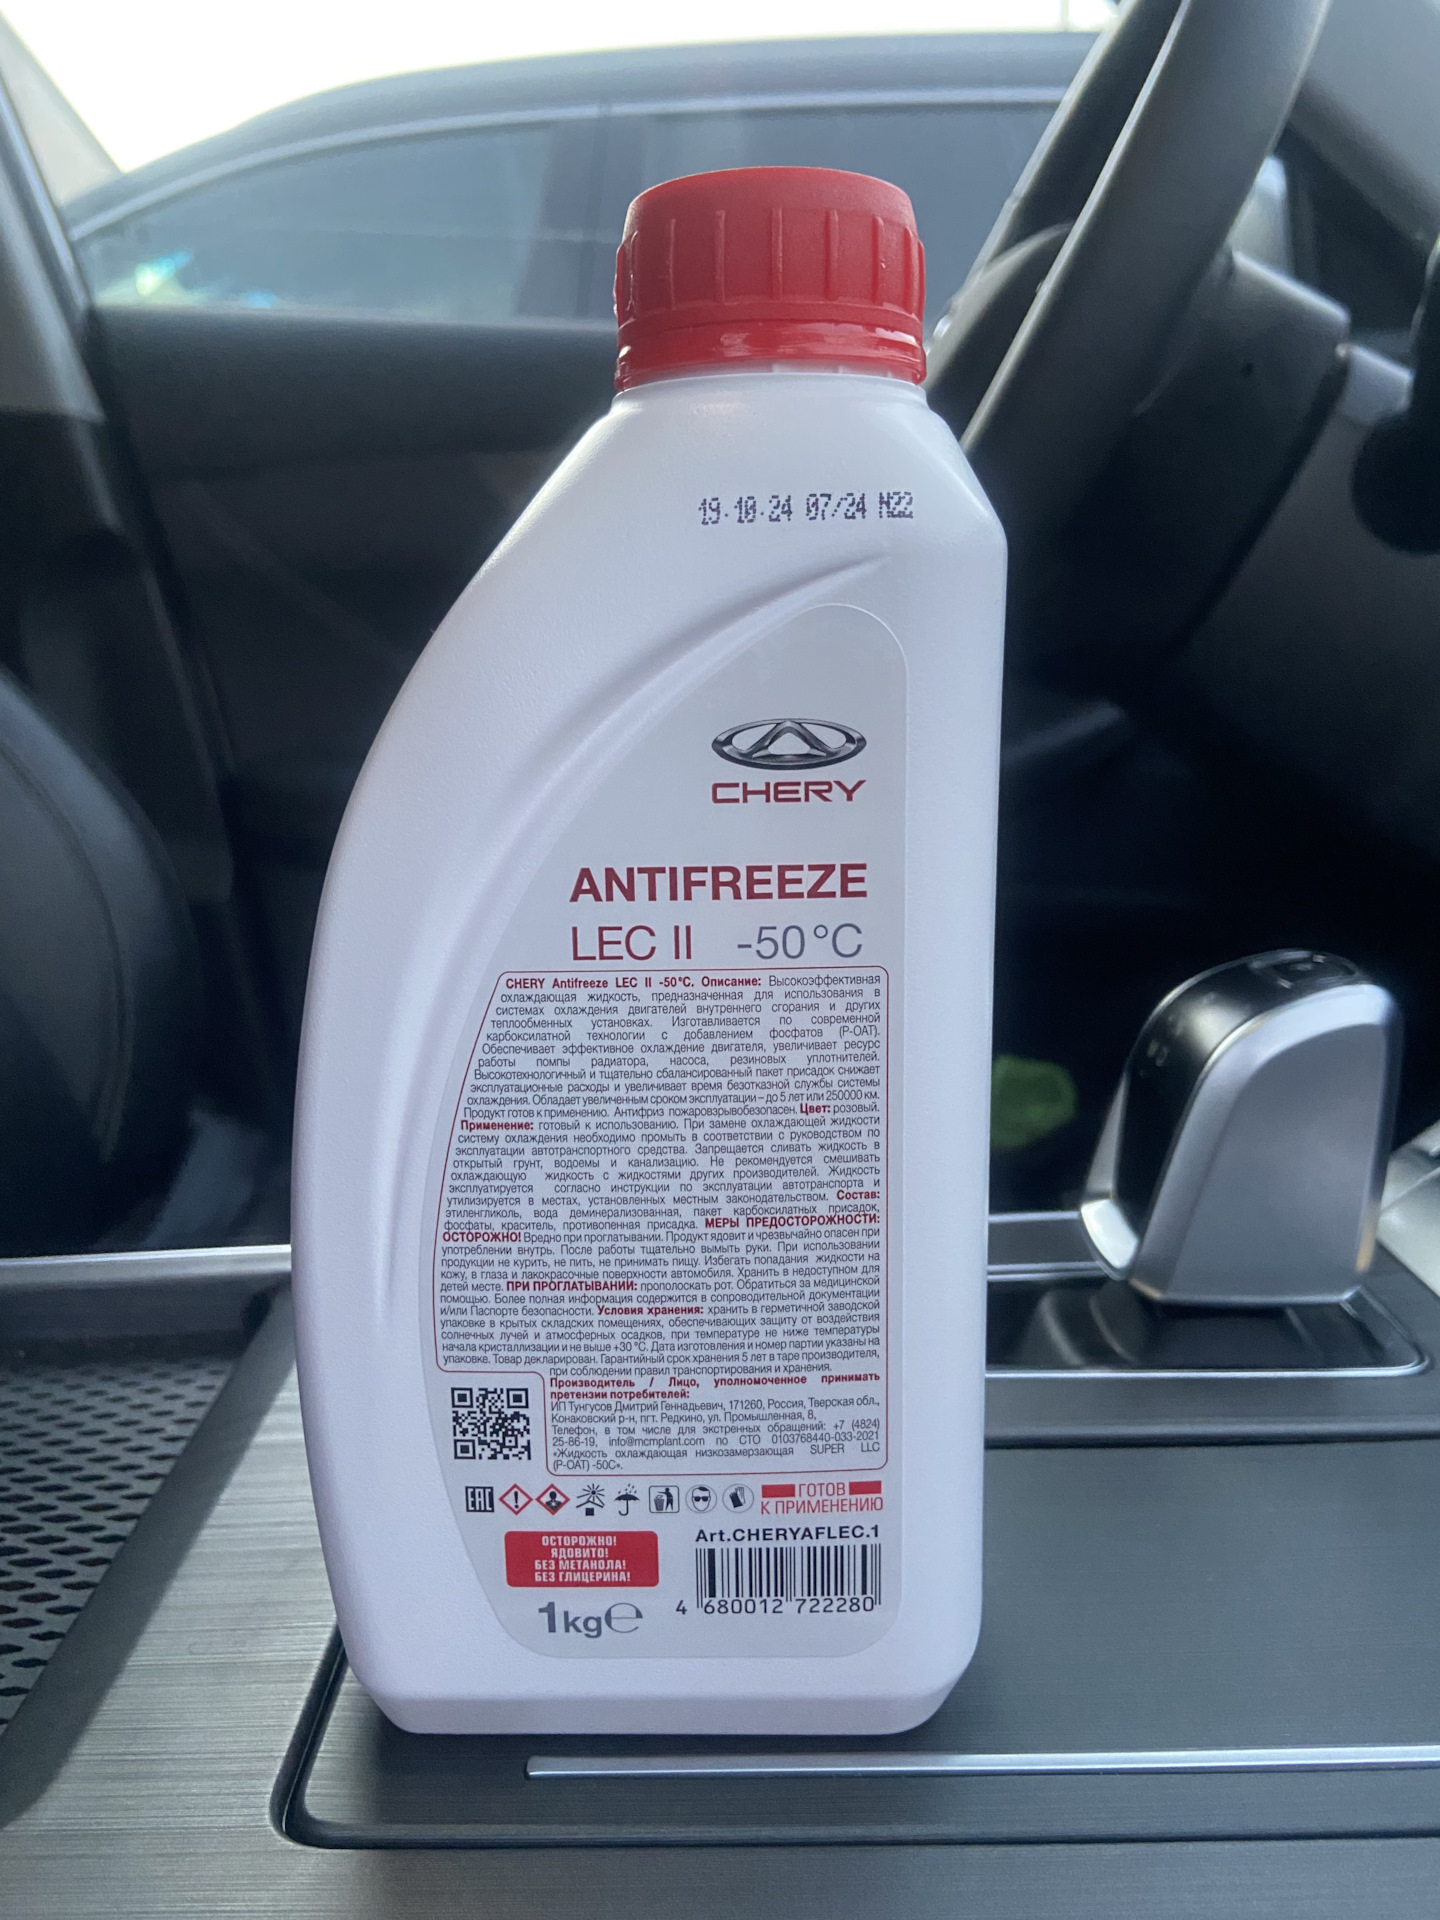 19.10.24 07/24 N22
CHERY
ANTIFREEZE
LEC II -50°C
CHERY Antifreeze LEC II -50°C. Описание: Высокоэффективная
охлаждающая жидкость, предназначенная для использования в
системах охлаждения двигателей внутреннего сгорания и других
теплообменных установках. Изготавливается по современной
карбоксилатной технологии с добавлением фосфатов (P-OAT).
Обеспечивает эффективное охлаждение двигателя, увеличивает ресурс
работы помпы радиатора, насоса, резиновых уплотнителей.
Высокотехнологичный и тщательно сбалансированный пакет присадок снижает
эксплуатационные расходы и увеличивает время безотказной службы системы
охлаждения. Обладает увеличенным сроком эксплуатации – до 5 лет или 250000 км.
Продукт готов к применению. Антифриз пожаровзрывобезопасен. Цвет: розовый.
Применение: готовый к использованию. При замене охлаждающей жидкости
систему охлаждения необходимо промыть в соответствии с руководством по
эксплуатации автотранспортного средства. Запрещается сливать жидкость в
открытый грунт, водоемы и канализацию. Не рекомендуется смешивать
охлаждающую жидкость с жидкостями других производителей. Жидкость
эксплуатируется согласно инструкции по эксплуатации автотранспорта и
утилизируется в местах, установленных местным законодательством. Состав:
этиленгликоль, вода деминерализованная, пакет карбоксилатных присадок,
фосфаты, краситель, противопенная присадка. МЕРЫ ПРЕДОСТОРОЖНОСТИ:
ОСТОРОЖНО! Вредно при проглатывании. Продукт ядовит и чрезвычайно опасен при
употреблении внутрь. После работы тщательно вымыть руки. При использовании
продукции не курить, не пить, не принимать пищу. Избегать попадания жидкости на
кожу, в глаза и лакокрасочные поверхности автомобиля. Хранить в недоступном для
детей месте. ПРИ ПРОГЛАТЫВАНИИ: прополоскать рот. Обратиться за медицинской
помощью. Более полная информация содержится в сопроводительной документации
и/или Паспорте безопасности. Условия хранения: хранить в герметичной заводской
упаковке в крытых складских помещениях, обеспечивающих защиту от воздействия
солнечных лучей и атмосферных осадков, при температуре не ниже температуры
начала кристаллизации и не выше +30 °С. Дата изготовления и номер партии указаны на
упаковке. Товар декларирован. Гарантийный срок хранения 5 лет в таре производителя,
при соблюдении правил транспортирования и хранения.
Производитель / Лицо, уполномоченное принимать
претензии потребителей:
ИП Тунгусов Дмитрий Геннадьевич, 171260, Россия, Тверская обл.,
Конаковский р-н, пгт. Редкино, ул. Промышленная, 8,
Телефон, в том числе для экстренных обращений: +7 (4824)
25-86-19, info@mcmplant.com по СТО 0103768440-033-2021
«Жидкость охлаждающая низкозамерзающая SUPER LLC
(P-OAT) -50C».
EAC
ГОТОВ
К ПРИМЕНЕНИЮ
Art.CHERYAFLEC.1
ОСТОРОЖНО!
ЯДОВИТО!
БЕЗ МЕТАНОЛА!
БЕЗ ГЛИЦЕРИНА!
1kg℮
4 680012 722280